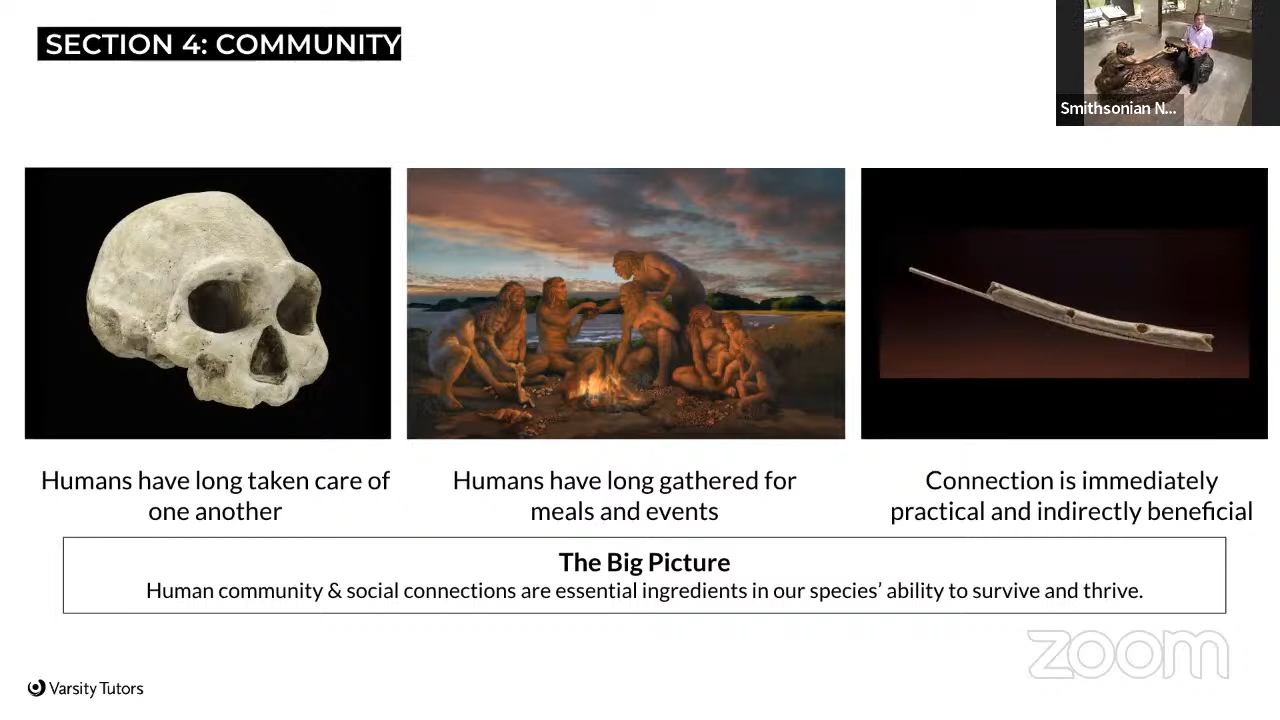 SECTION 4: COMMUNITY
Smithsonian N...
Humans have long taken care of
one another
Humans have long gathered for
meals and events
Connection is immediately
practical and indirectly beneficial
The Big Picture
Human community & social connections are essential ingredients in our species’ ability to survive and thrive.
zoom
Varsity Tutors